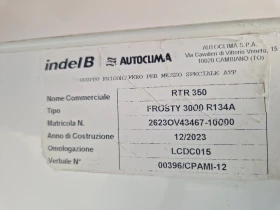 indelB AUTOCLIMA AUTOCLIMA S.P.A.
Via Cavalieri di Vittorio Veneto,
10020 CAMBIANO (TO)
GRUPPO FRIGORIFERO PER MEZZO SPECIALE ATP
Nome Commerciale RTR 350
Tipo FROSTY 3000 R134A
Matricola N. 2623OV43467-10000
Anno di Costruzione 12/2023
Omologazione LCDC015
Verbale N° 00396/CPAMI-12